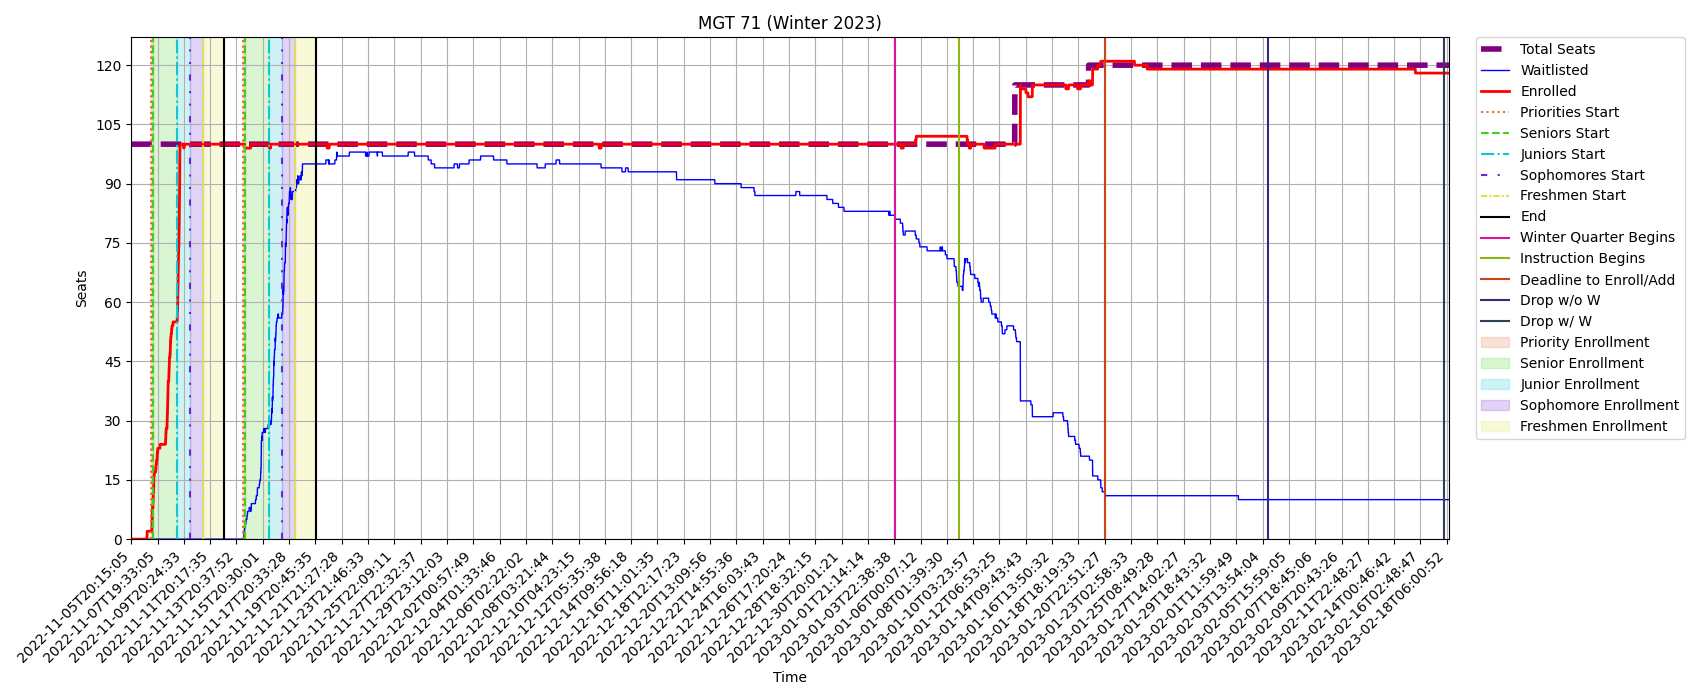 MGT 71 (Winter 2023)
Seats
120
105
90
75
60
45
30
15
0
2022-11-05T20:15:05
2022-11-07T19:33:05
2022-11-09T20:24:33
2022-11-11T20:17:35
2022-11-13T20:37:52
2022-11-15T20:30:01
2022-11-17T20:33:28
2022-11-19T20:45:35
2022-11-21T21:27:28
2022-11-23T21:46:33
2022-11-25T22:09:11
2022-11-27T22:32:37
2022-11-29T23:12:03
2022-12-02T00:57:49
2022-12-04T01:33:46
2022-12-06T02:22:02
2022-12-08T03:21:44
2022-12-10T04:23:15
2022-12-12T05:35:38
2022-12-14T09:56:18
2022-12-16T11:01:35
2022-12-18T12:17:23
2022-12-20T13:09:56
2022-12-22T14:55:36
2022-12-24T16:03:43
2022-12-26T17:20:24
2022-12-28T18:32:15
2022-12-30T20:01:21
2023-01-01T21:14:14
2023-01-03T22:38:38
2023-01-06T00:07:12
2023-01-08T01:39:30
2023-01-10T03:23:57
2023-01-12T06:53:25
2023-01-14T09:43:43
2023-01-16T13:50:32
2023-01-18T18:19:33
2023-01-20T22:51:27
2023-01-23T02:58:33
2023-01-25T08:49:28
2023-01-27T14:02:27
2023-01-29T18:43:32
2023-02-01T11:59:49
2023-02-03T13:54:04
2023-02-05T15:59:05
2023-02-07T18:45:06
2023-02-09T20:43:26
2023-02-11T22:48:27
2023-02-14T00:46:42
2023-02-16T02:48:47
2023-02-18T06:00:52
Time
Total Seats
Waitlisted
Enrolled
Priorities Start
Seniors Start
Juniors Start
Sophomores Start
Freshmen Start
End
Winter Quarter Begins
Instruction Begins
Deadline to Enroll/Add
Drop w/o W
Drop w/ W
Priority Enrollment
Senior Enrollment
Junior Enrollment
Sophomore Enrollment
Freshmen Enrollment